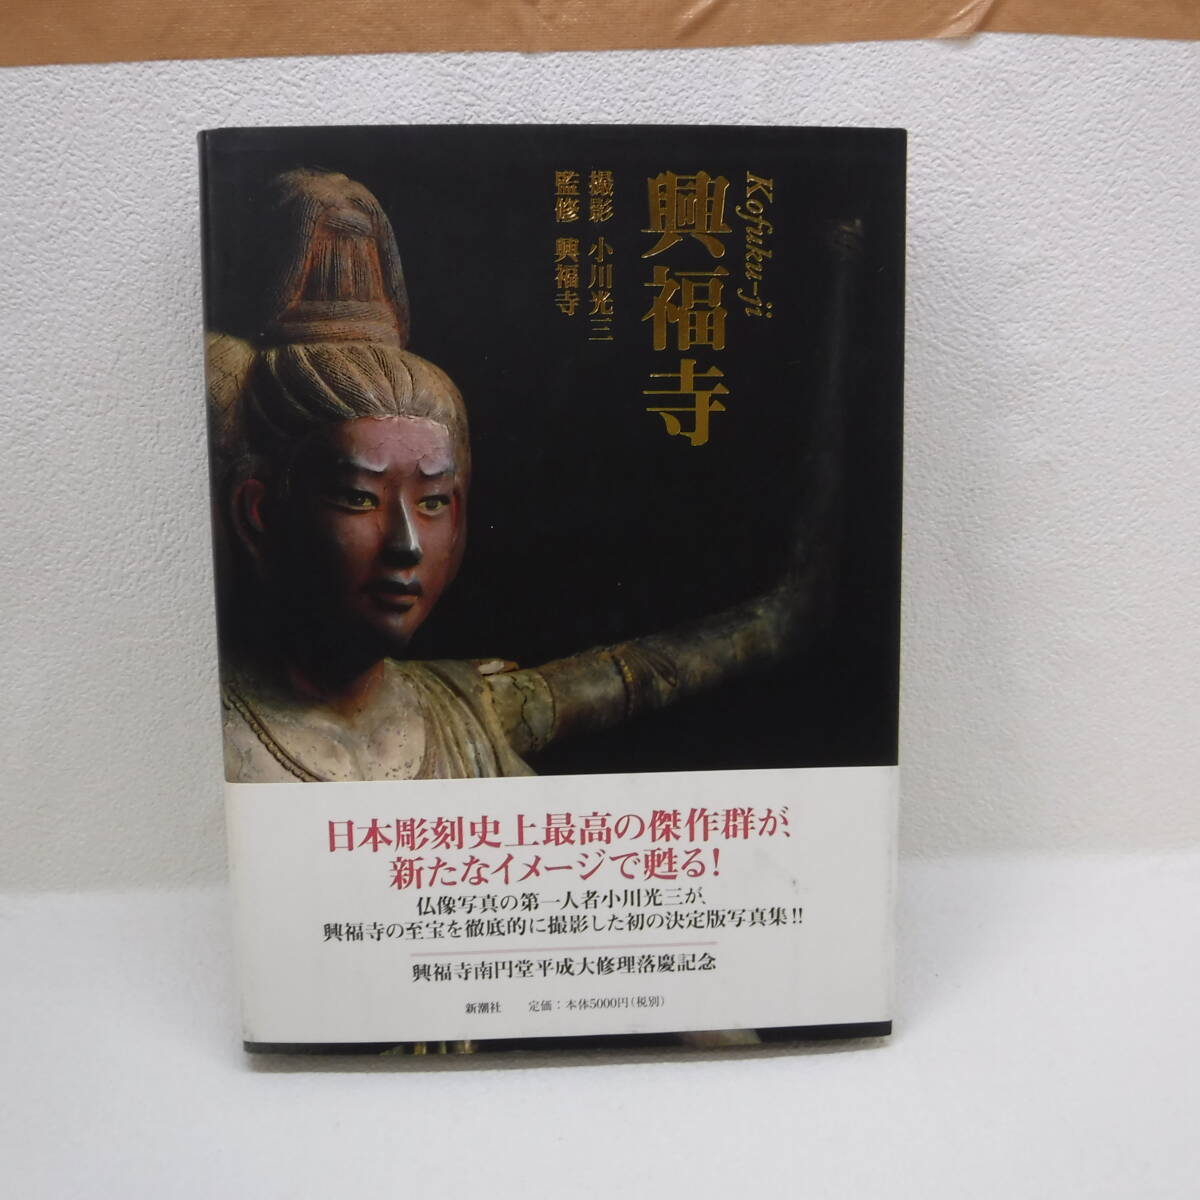 Kofuku-ji
興福寺
撮影 小川光三
監修 興福寺
日本彫刻史上最高の傑作群が、
新たなイメージで甦る!
仏像写真の第一人者小川光三が、
興福寺の至宝を徹底的に撮影した初の決定版写真集!!
興福寺南円堂平成大修理落慶記念
新潮社 定価:本体5000円(税別)